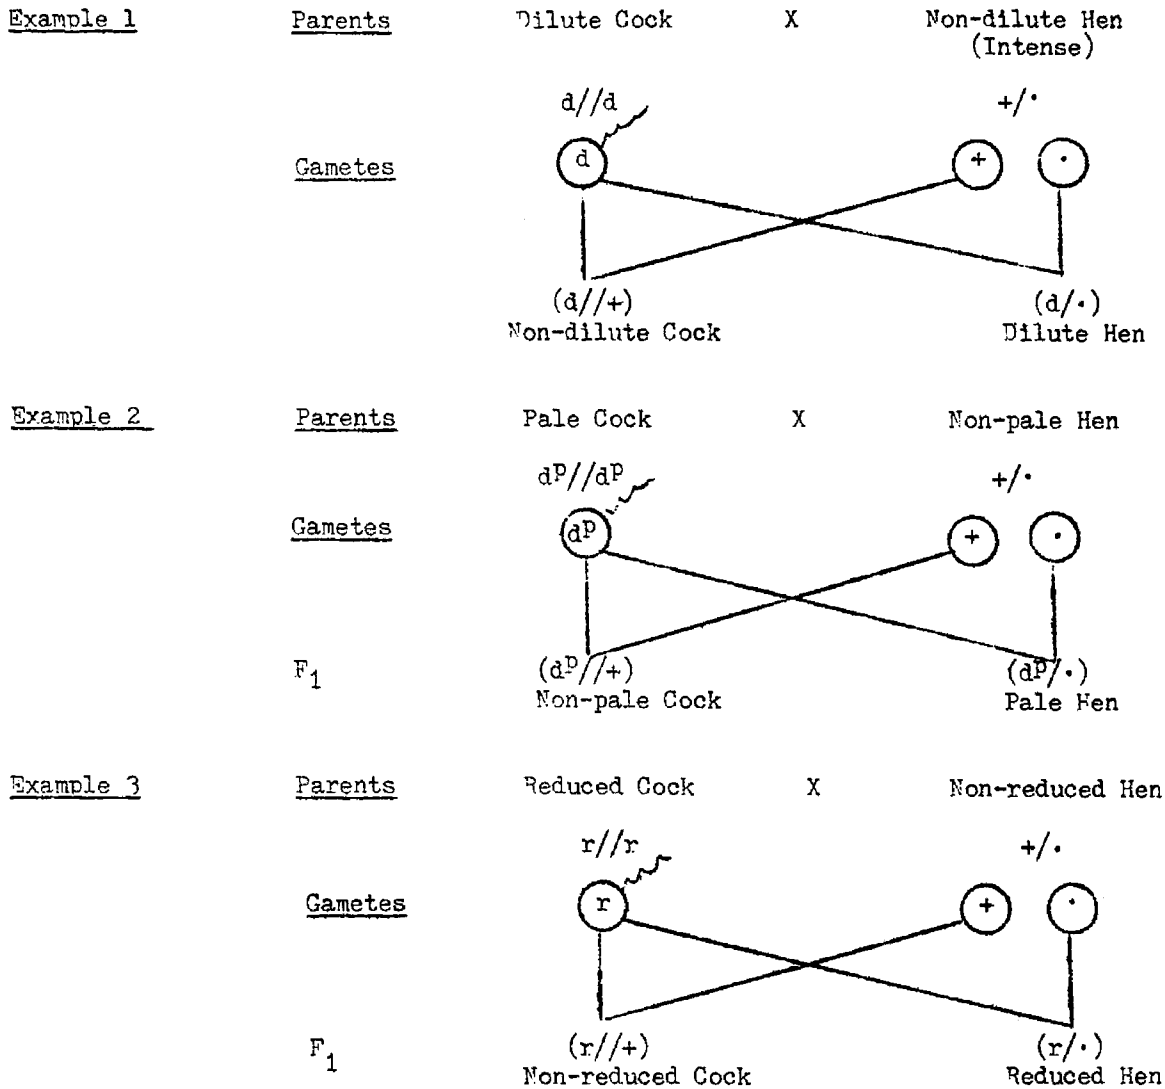 Example 1 Parents Dilute Cock X Non-dilute Hen
(Intense)
d//d +/·
Gametes d + ·
(d//+) (d/·)
Non-dilute Cock Dilute Hen
Example 2 Parents Pale Cock X Non-pale Hen
dᵖ//dᵖ +/·
Gametes dᵖ + ·
F₁ (dᵖ//+) (dᵖ/·)
Non-pale Cock Pale Hen
Example 3 Parents Reduced Cock X Non-reduced Hen
r//r +/·
Gametes r + ·
F₁ (r//+) (r/·)
Non-reduced Cock Reduced Hen